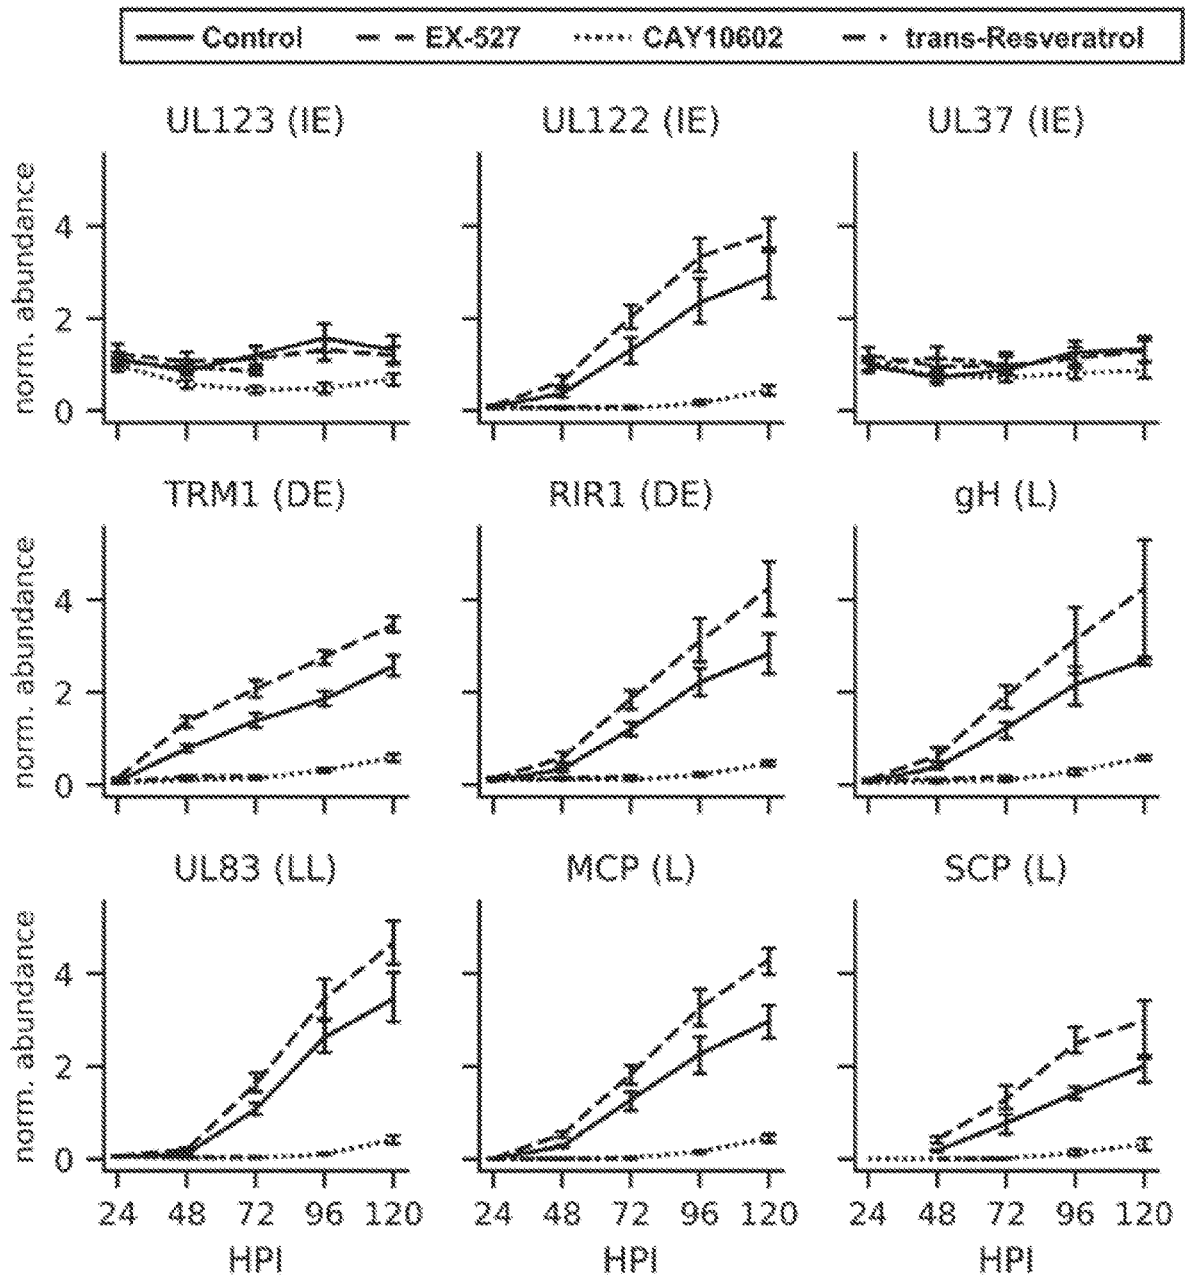 Control EX-527 CAY10602 trans-Resveratrol
UL123 (IE) UL122 (IE) UL37 (IE)
norm. abundance
4
2
0
TRM1 (DE) RIR1 (DE) gH (L)
norm. abundance
4
2
0
UL83 (LL) MCP (L) SCP (L)
norm. abundance
4
2
0
24 48 72 96 120 24 48 72 96 120 24 48 72 96 120
HPI HPI HPI